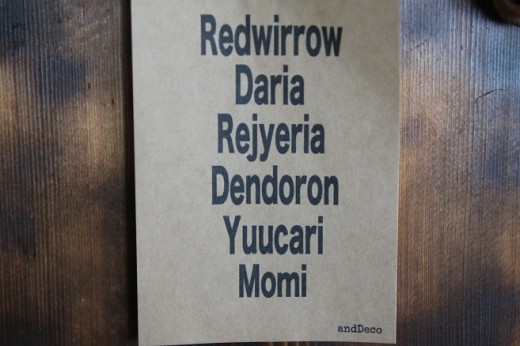 Redwirrow
Daria
Rejyeria
Dendoron
Yuucari
Momi
andDeco